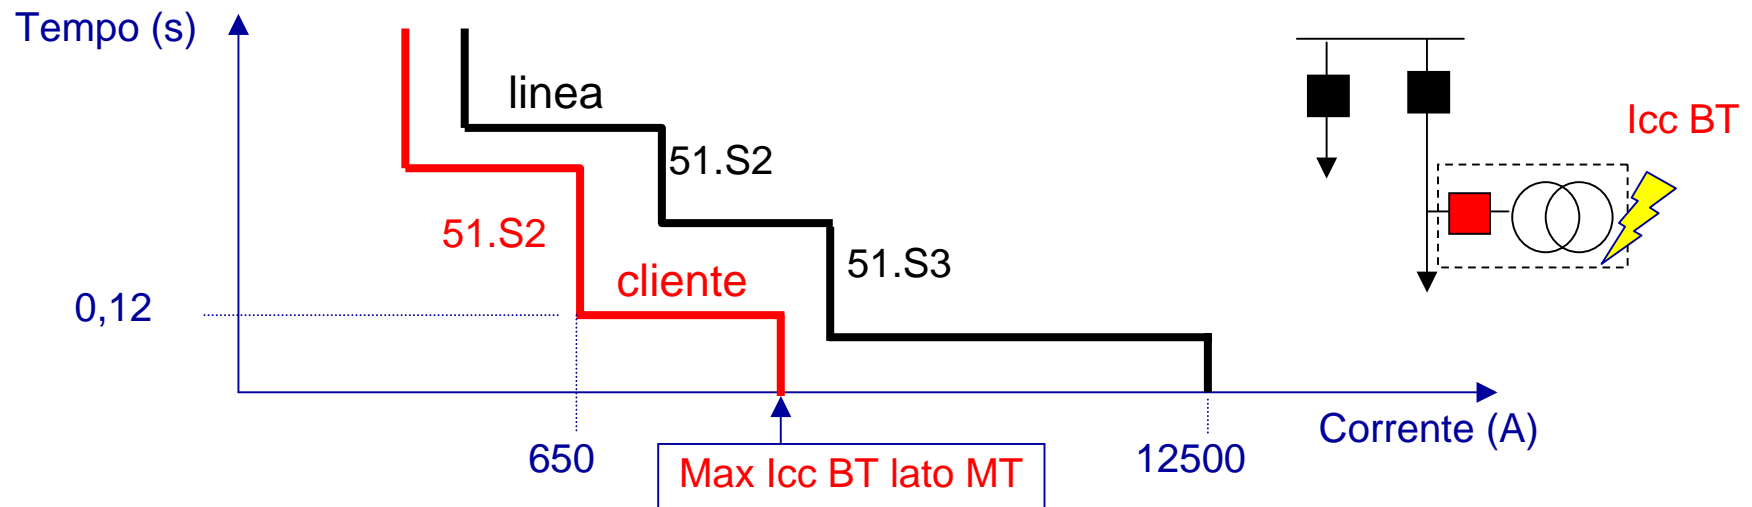 Tempo (s)
linea
Icc BT
51.S2
51.S2
cliente
51.S3
0,12
650
Max Icc BT lato MT
12500
Corrente (A)